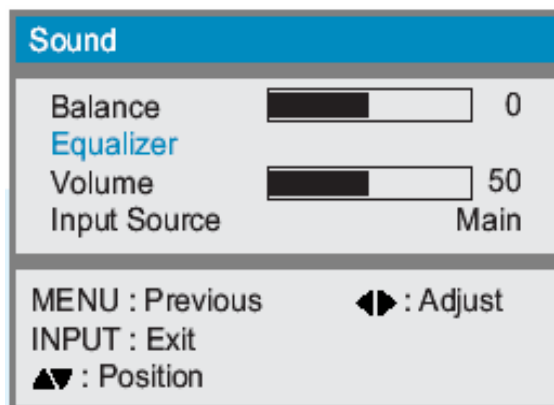 Sound
Balance 0
Equalizer
Volume 50
Input Source Main
MENU : Previous ◀▶ : Adjust
INPUT : Exit
▲▼ : Position